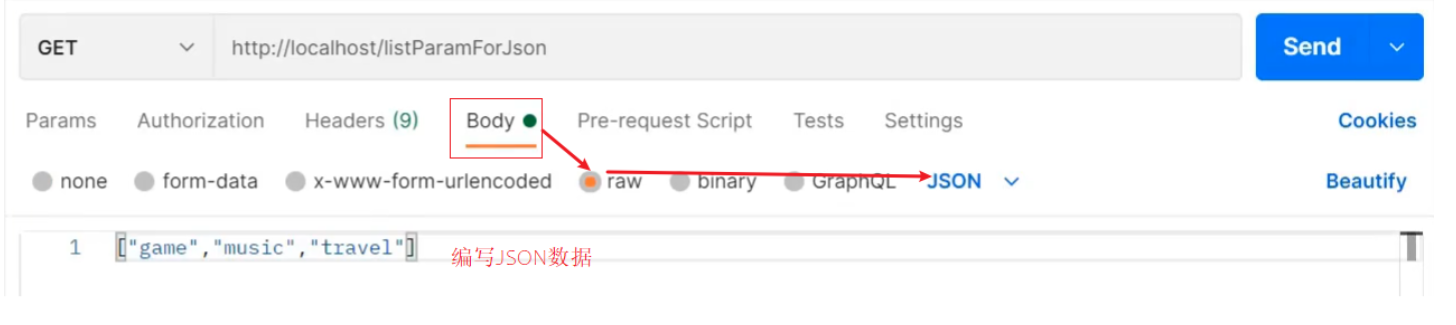 GET http://localhost/listParamForJson Send
Params Authorization Headers (9) Body Pre-request Script Tests Settings Cookies
none form-data x-www-form-urlencoded raw binary GraphQL JSON Beautify
1 ["game","music","travel"] 编写JSON数据